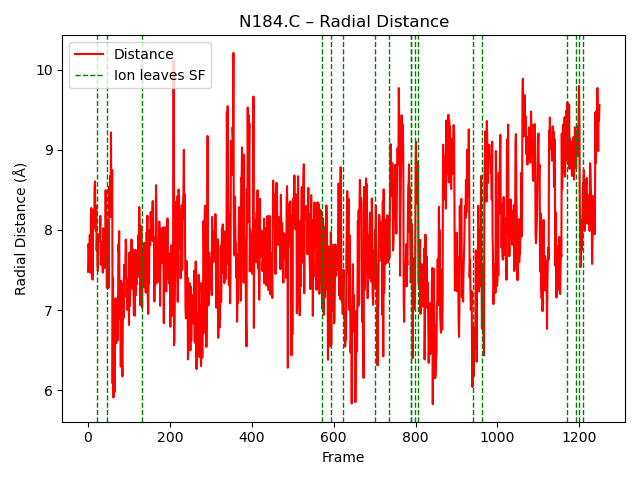 N184.C – Radial Distance
Distance
Ion leaves SF
Radial Distance (Å)
10
9
8
7
6
0
200
400
600
800
1000
1200
Frame